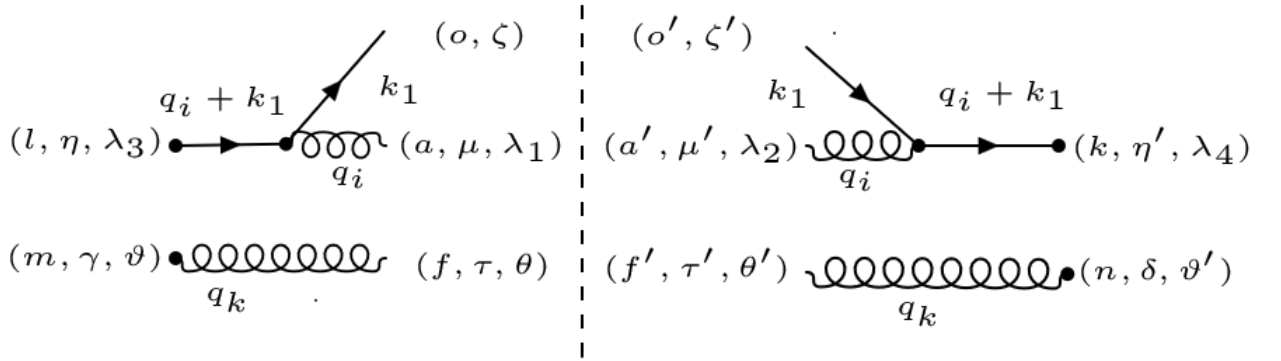 (o, ζ) (o′, ζ′)
q_i + k_1 k_1 k_1 q_i + k_1
(l, η, λ_3) (a, μ, λ_1) (a′, μ′, λ_2) (k, η′, λ_4)
q_i q_i
(m, γ, ϑ) (f, τ, θ) (f′, τ′, θ′) (n, δ, ϑ′)
q_k q_k